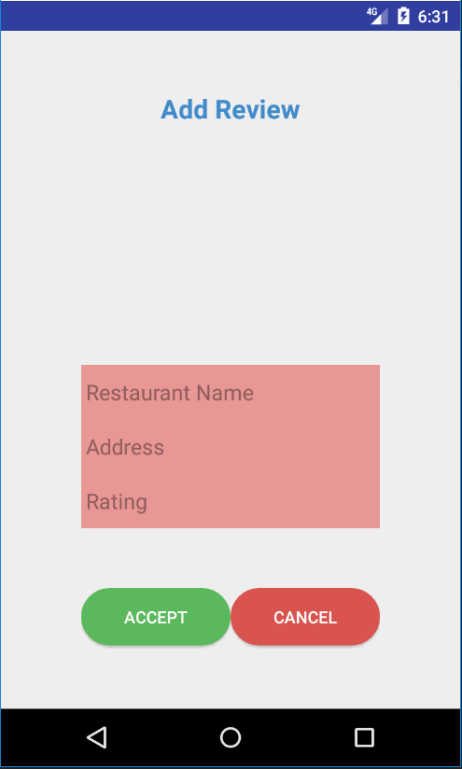 4G 6:31
Add Review
Restaurant Name
Address
Rating
ACCEPT CANCEL